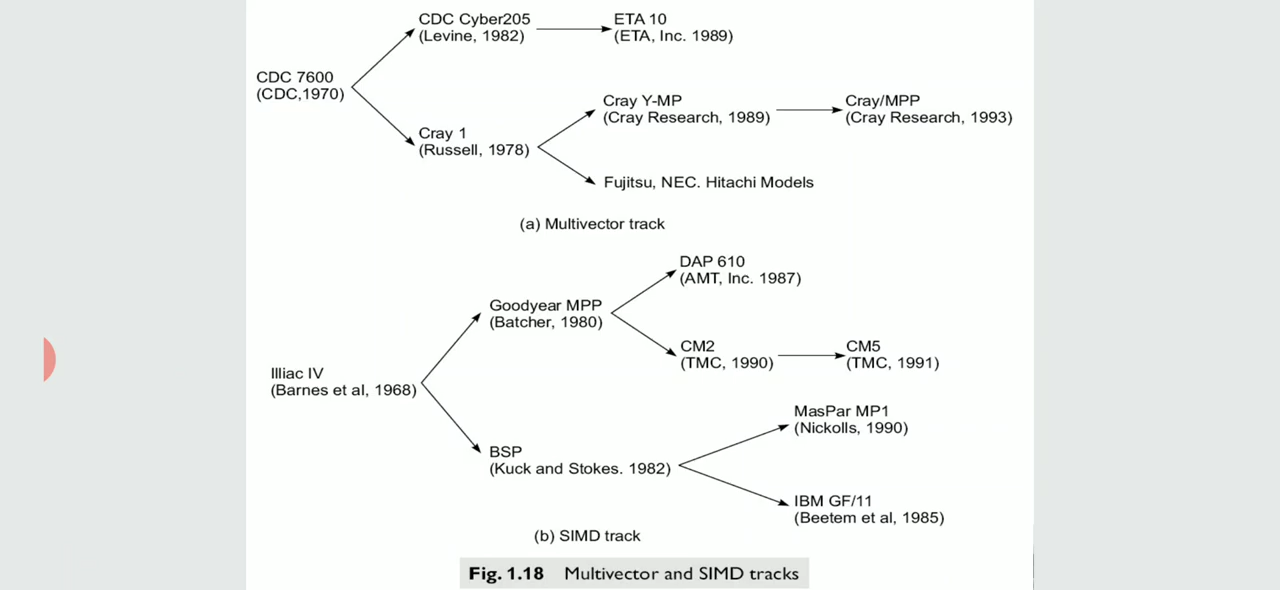 CDC Cyber205
(Levine, 1982)
ETA 10
(ETA, Inc. 1989)
CDC 7600
(CDC,1970)
Cray Y-MP
(Cray Research, 1989)
Cray/MPP
(Cray Research, 1993)
Cray 1
(Russell, 1978)
Fujitsu, NEC. Hitachi Models
(a) Multivector track
DAP 610
(AMT, Inc. 1987)
Goodyear MPP
(Batcher, 1980)
CM2
(TMC, 1990)
CM5
(TMC, 1991)
Illiac IV
(Barnes et al, 1968)
MasPar MP1
(Nickolls, 1990)
BSP
(Kuck and Stokes. 1982)
IBM GF/11
(Beetem et al, 1985)
(b) SIMD track
Fig. 1.18 Multivector and SIMD tracks